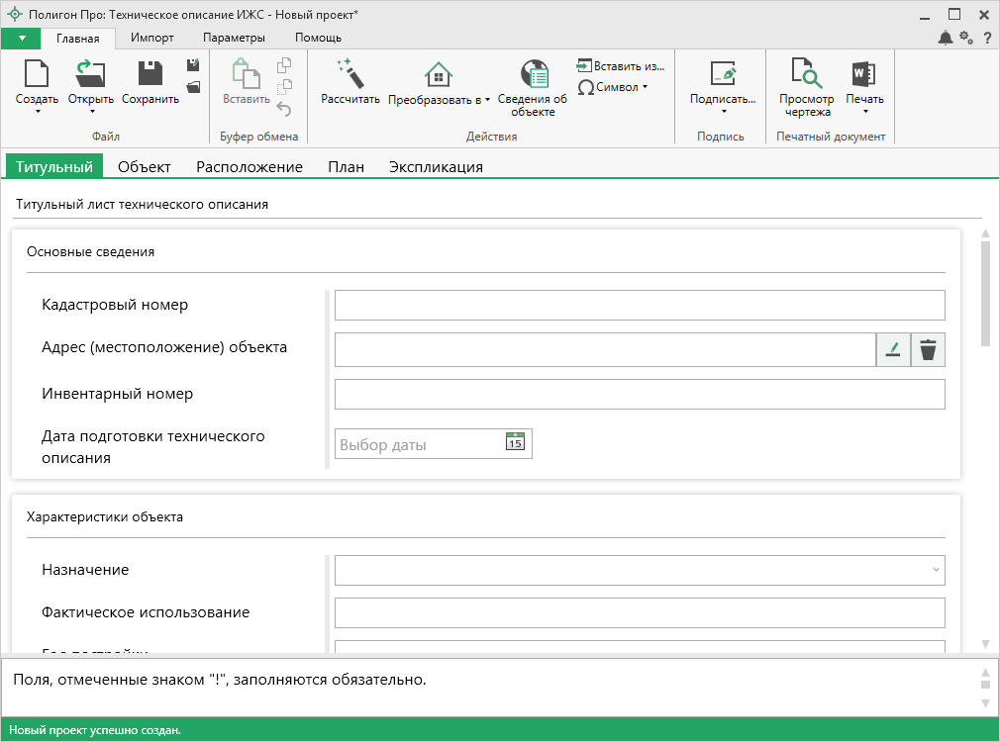 Полигон Про: Техническое описание ИЖС - Новый проект*
Главная Импорт Параметры Помощь ?
Создать Открыть Сохранить
Файл
Вставить
Буфер обмена
Рассчитать Преобразовать в Сведения об объекте
Вставить из...
Символ
Действия
Подписать...
Подпись
Просмотр чертежа Печать
Печатный документ
Титульный Объект Расположение План Экспликация
Титульный лист технического описания
Основные сведения
Кадастровый номер
Адрес (местоположение) объекта
Инвентарный номер
Дата подготовки технического
описания
Выбор даты 15
Характеристики объекта
Назначение
Фактическое использование
Год постройки
Поля, отмеченные знаком "!", заполняются обязательно.
Новый проект успешно создан.